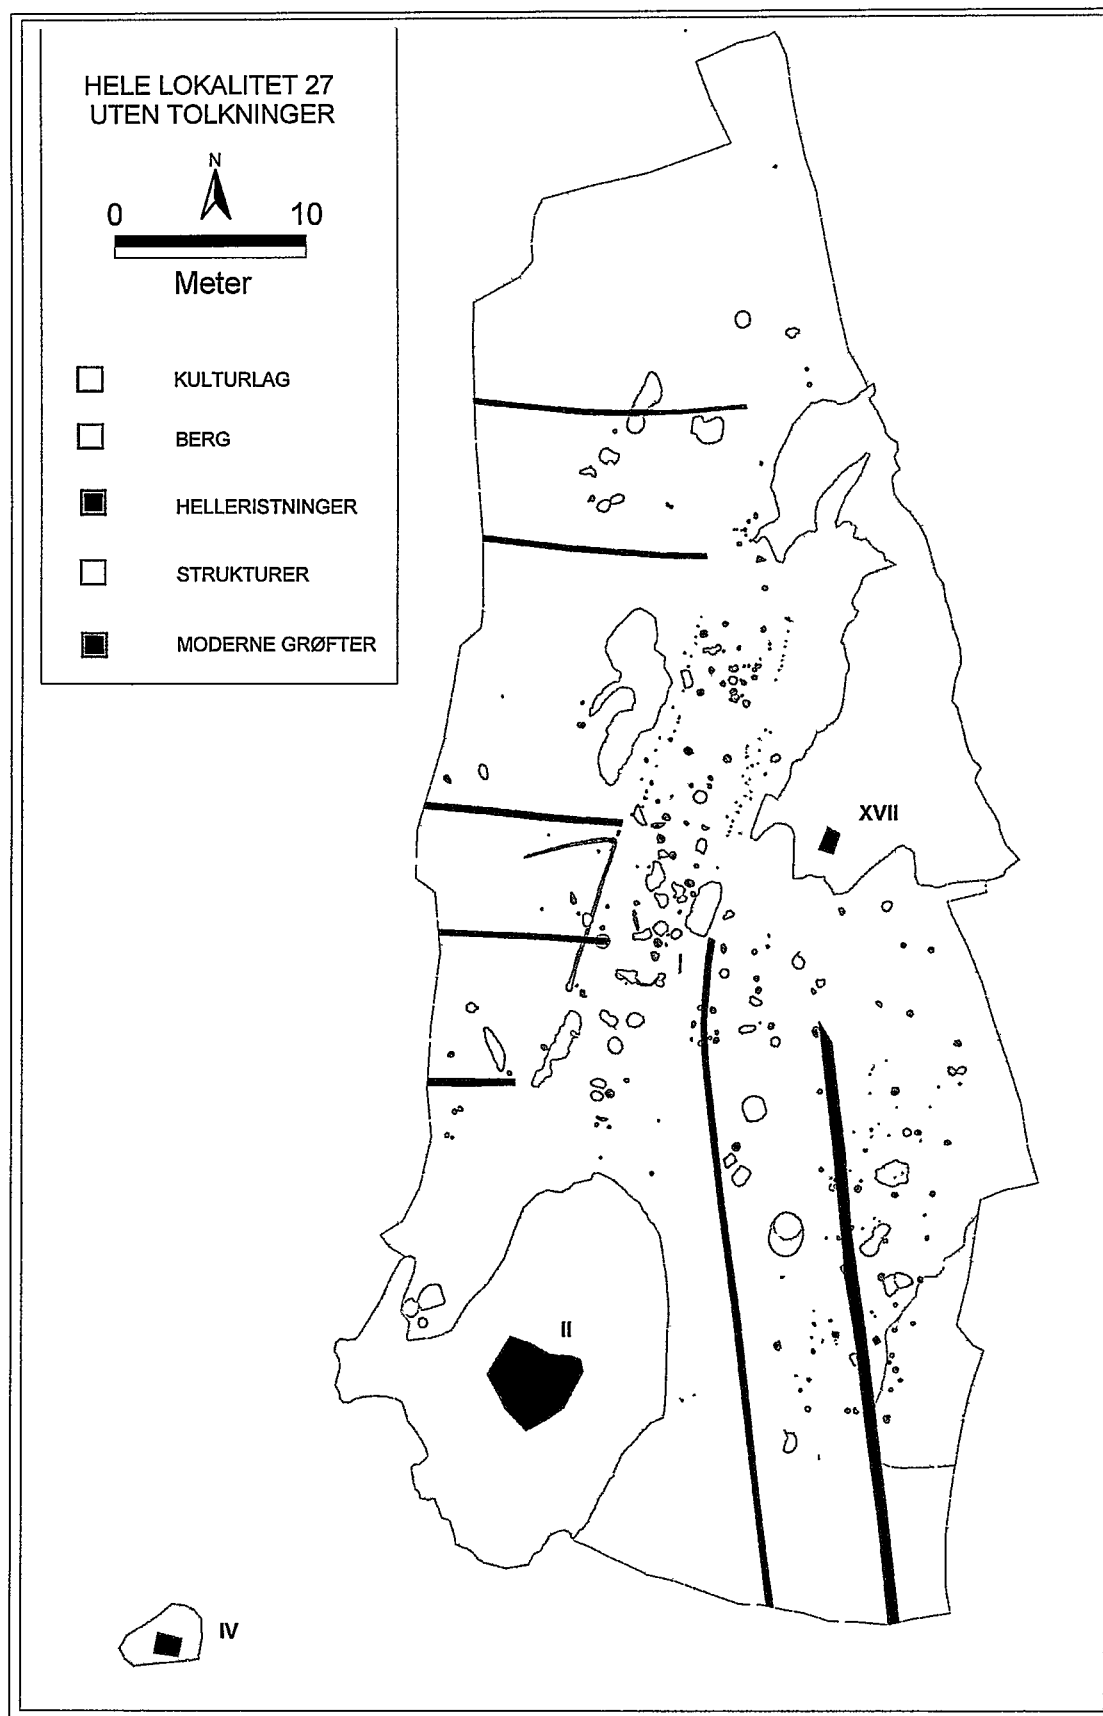 HELE LOKALITET 27
UTEN TOLKNINGER
N
0 10
Meter
KULTURLAG
BERG
HELLERISTNINGER
STRUKTURER
MODERNE GRØFTER
XVII
I
II
IV